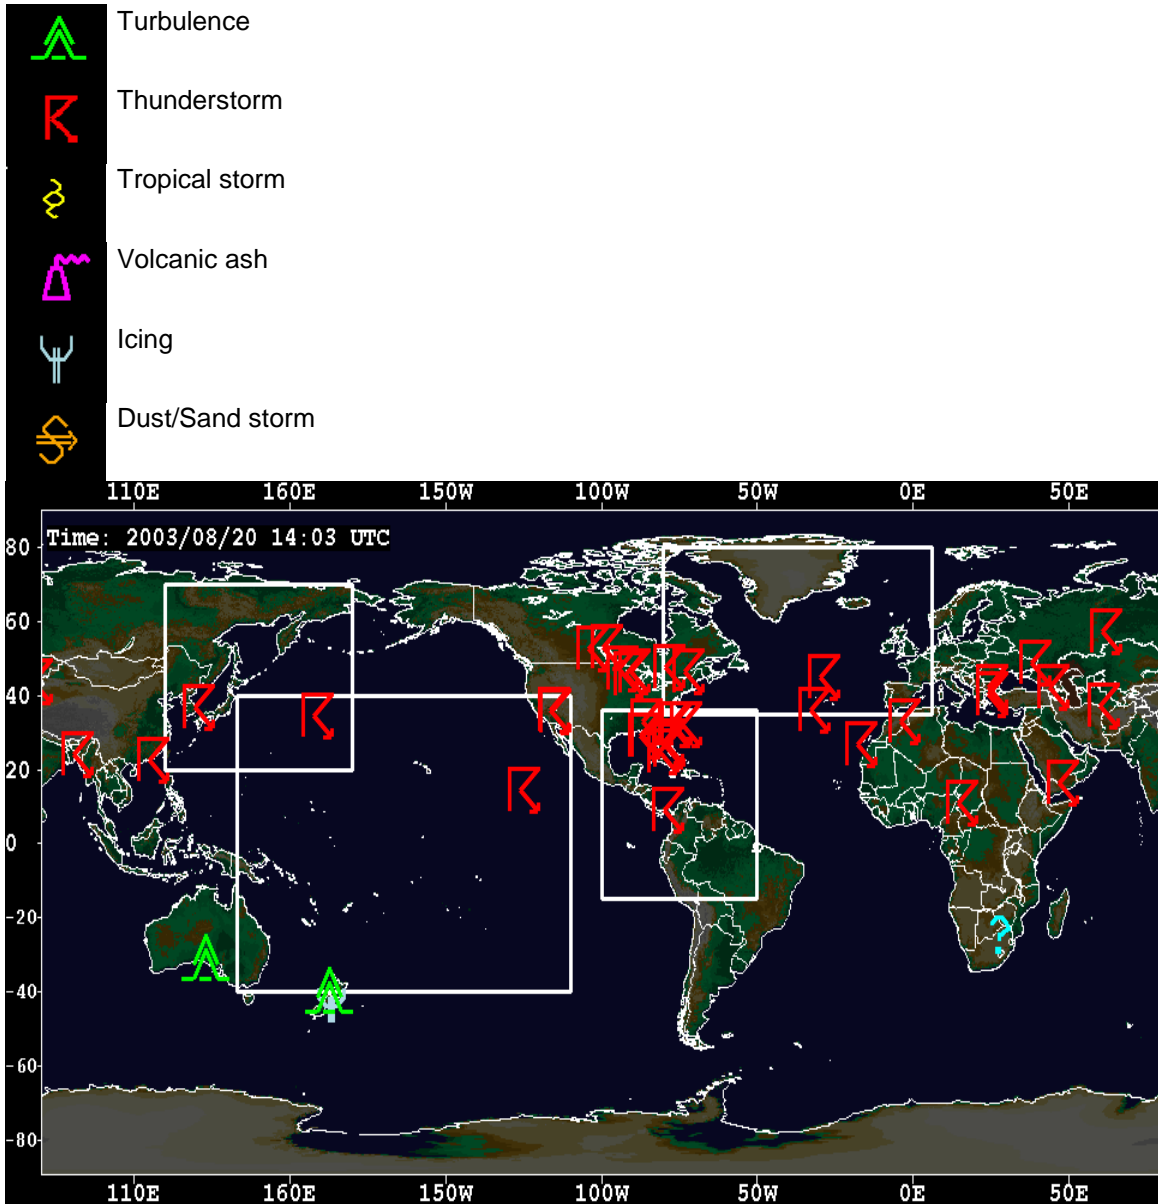 Turbulence
Thunderstorm
Tropical storm
Volcanic ash
Icing
Dust/Sand storm
110E 160E 150W 100W 50W 0E 50E
Time: 2003/08/20 14:03 UTC
80
60
40
20
0
-20
?
-40
-60
-80
110E 160E 150W 100W 50W 0E 50E